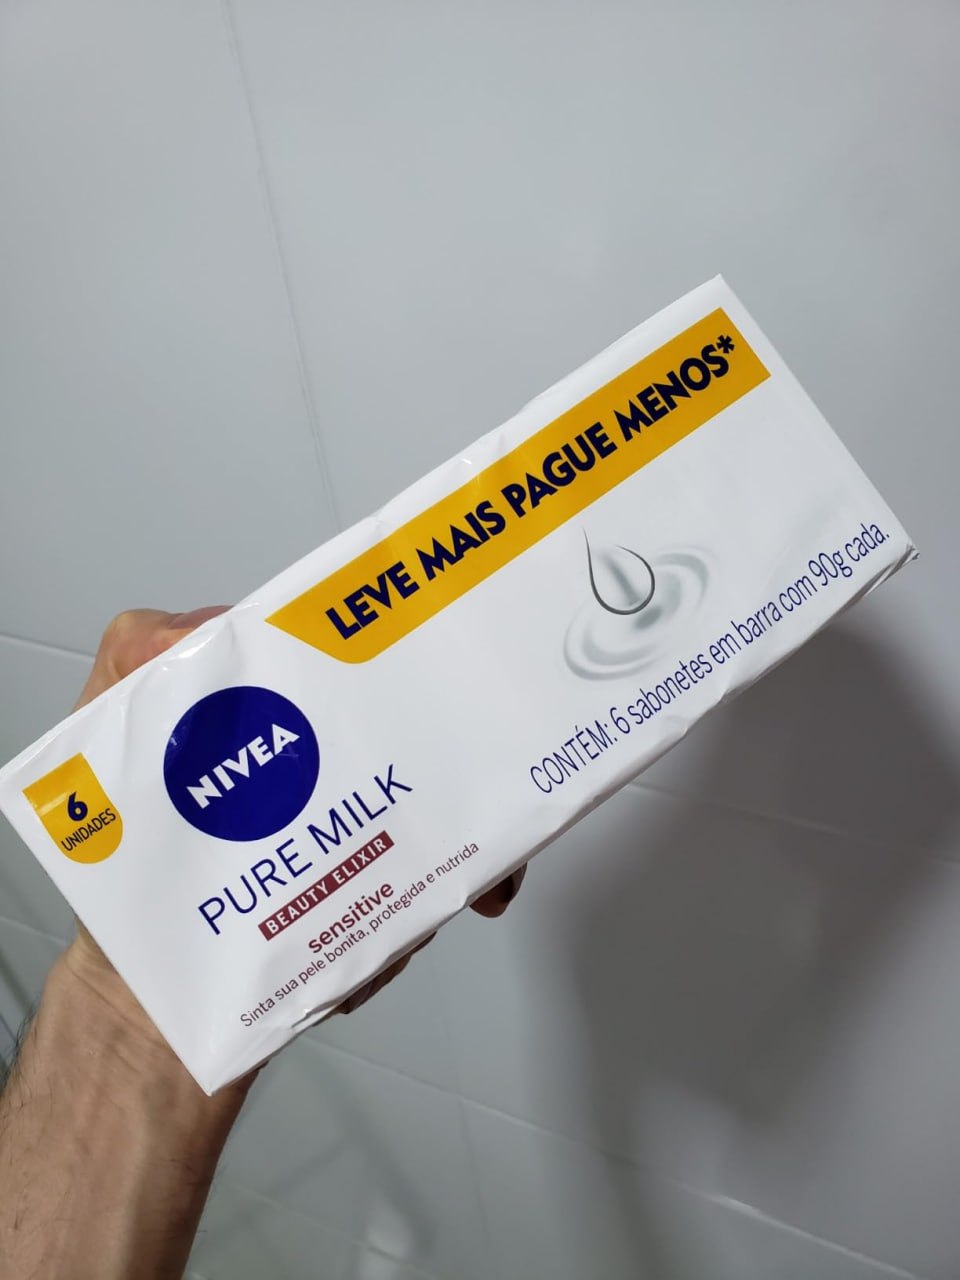 LEVE MAIS PAGUE MENOS*
6
UNIDADES
NIVEA
PURE MILK
BEAUTY ELIXIR
sensitive
Sinta sua pele bonita, protegida e nutrida
CONTÉM: 6 sabonetes em barra com 90g cada.